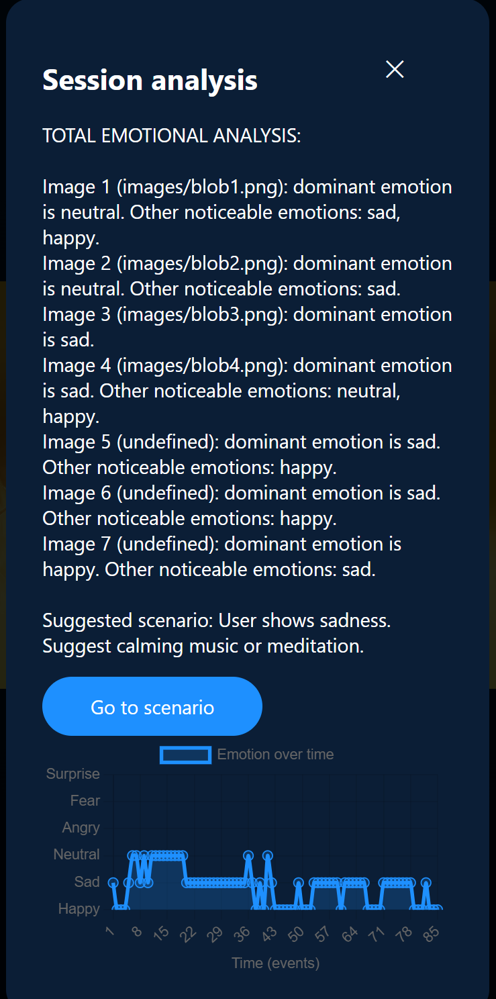 Session analysis
TOTAL EMOTIONAL ANALYSIS:
Image 1 (images/blob1.png): dominant emotion
is neutral. Other noticeable emotions: sad,
happy.
Image 2 (images/blob2.png): dominant emotion
is neutral. Other noticeable emotions: sad.
Image 3 (images/blob3.png): dominant emotion
is sad.
Image 4 (images/blob4.png): dominant emotion
is sad. Other noticeable emotions: neutral,
happy.
Image 5 (undefined): dominant emotion is sad.
Other noticeable emotions: happy.
Image 6 (undefined): dominant emotion is sad.
Other noticeable emotions: happy.
Image 7 (undefined): dominant emotion is
happy. Other noticeable emotions: sad.
Suggested scenario: User shows sadness.
Suggest calming music or meditation.
Go to scenario
Emotion over time
Surprise
Fear
Angry
Neutral
Sad
Happy
1 8 15 22 29 36 43 50 57 64 71 78 85
Time (events)